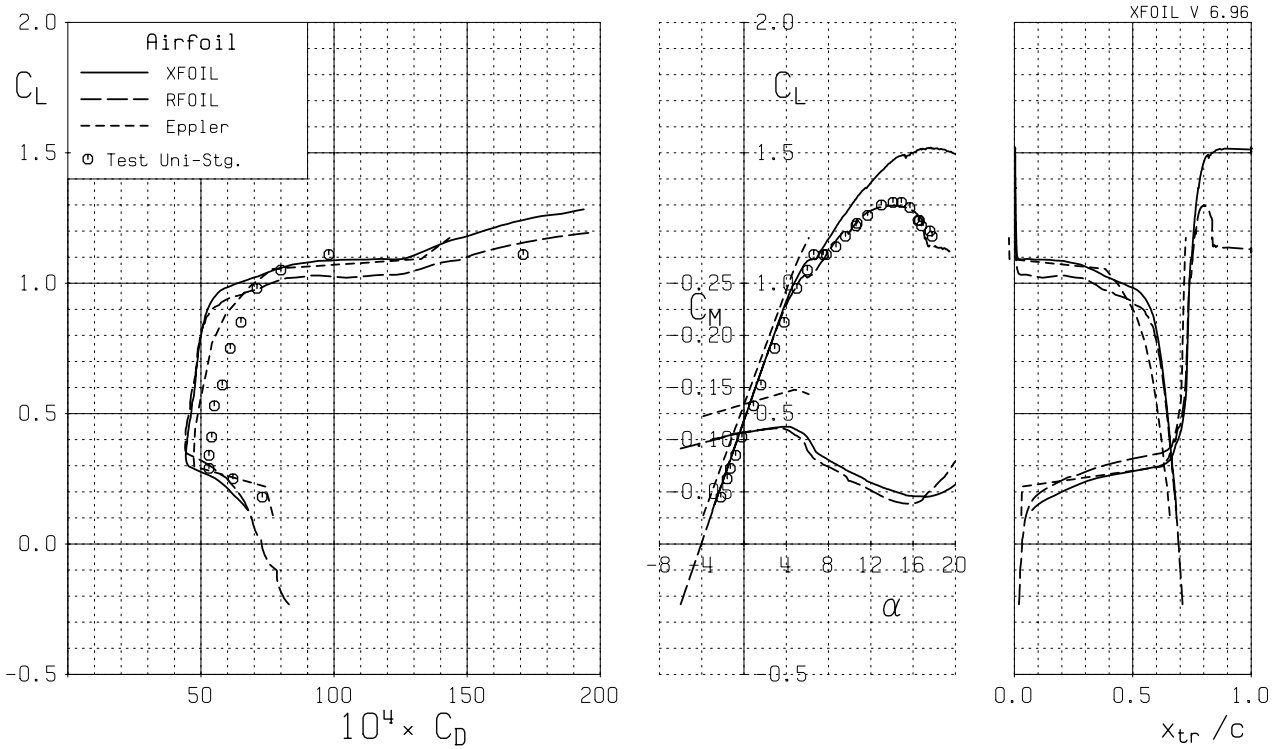 XFOIL V 6.96
Airfoil
XFOIL
RFOIL
Eppler
Test Uni-Stg.
2.0
C_L
1.5
1.0
0.5
0.0
-0.5
50
100
150
200
10⁴ × C_D
2.0
C_L
1.5
-0.25
1.0
C_M
-0.20
-0.15
0.5
-0.10
-0.05
-8
-4
4
8
12
16
20
α
-0.5
0.0
0.5
1.0
x_tr /c